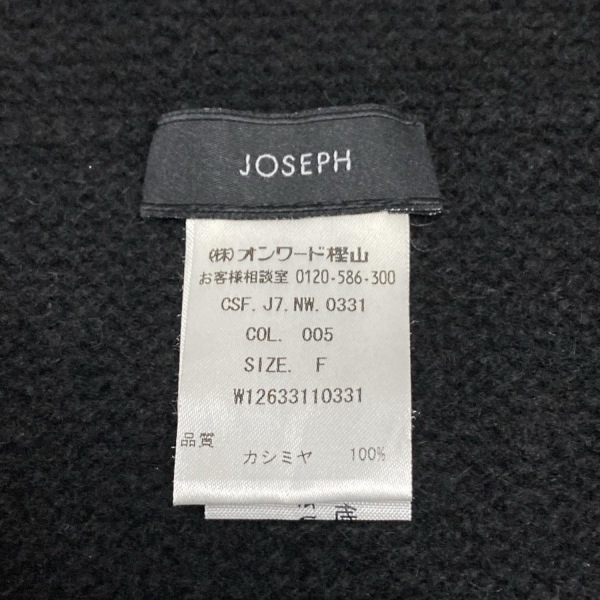 JOSEPH
(株)オンワード樫山
お客様相談室 0120-586-300
CSF. J7. NW. 0331
COL. 005
SIZE. F
W12633110331
品質
カシミヤ 100%